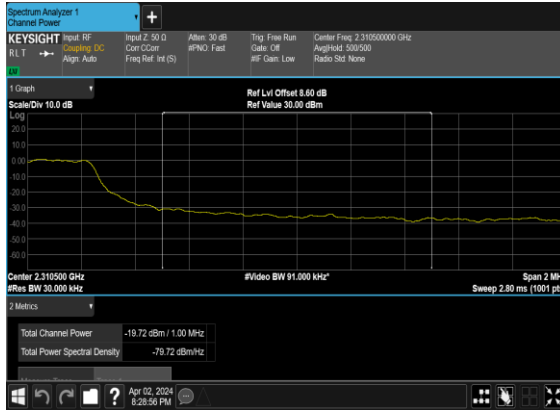 Spectrum Analyzer 1
Channel Power
+
KEYSIGHT Input: RF Input Z: 50 Ω Atten: 30 dB Trig: Free Run Center Freq: 2.310500000 GHz
RLT Coupling: DC Corr CCorr #PNO: Fast Gate: Off Avg|Hold: 500/500
Align: Auto Freq Ref: Int (S) #IF Gain: Low Radio Std: None
1 Graph
Ref Lvl Offset 8.60 dB
Scale/Div 10.0 dB Ref Value 30.00 dBm
Log
20.0
10.0
0.00
-10.0
-20.0
-30.0
-40.0
-50.0
-60.0
Center 2.310500 GHz #Video BW 91.000 kHz* Span 2 MH
#Res BW 30.000 kHz Sweep 2.80 ms (1001 pts
2 Metrics
Total Channel Power -19.72 dBm / 1.00 MHz
Total Power Spectral Density -79.72 dBm/Hz
Apr 02, 2024
8:28:56 PM